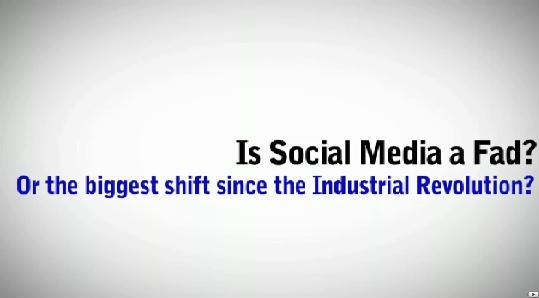 Is Social Media a Fad?
Or the biggest shift since the Industrial Revolution?